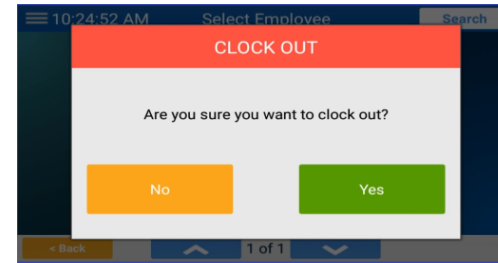 10:24:52 AM Select Employee Search
CLOCK OUT
Are you sure you want to clock out?
No Yes
< Back 1 of 1